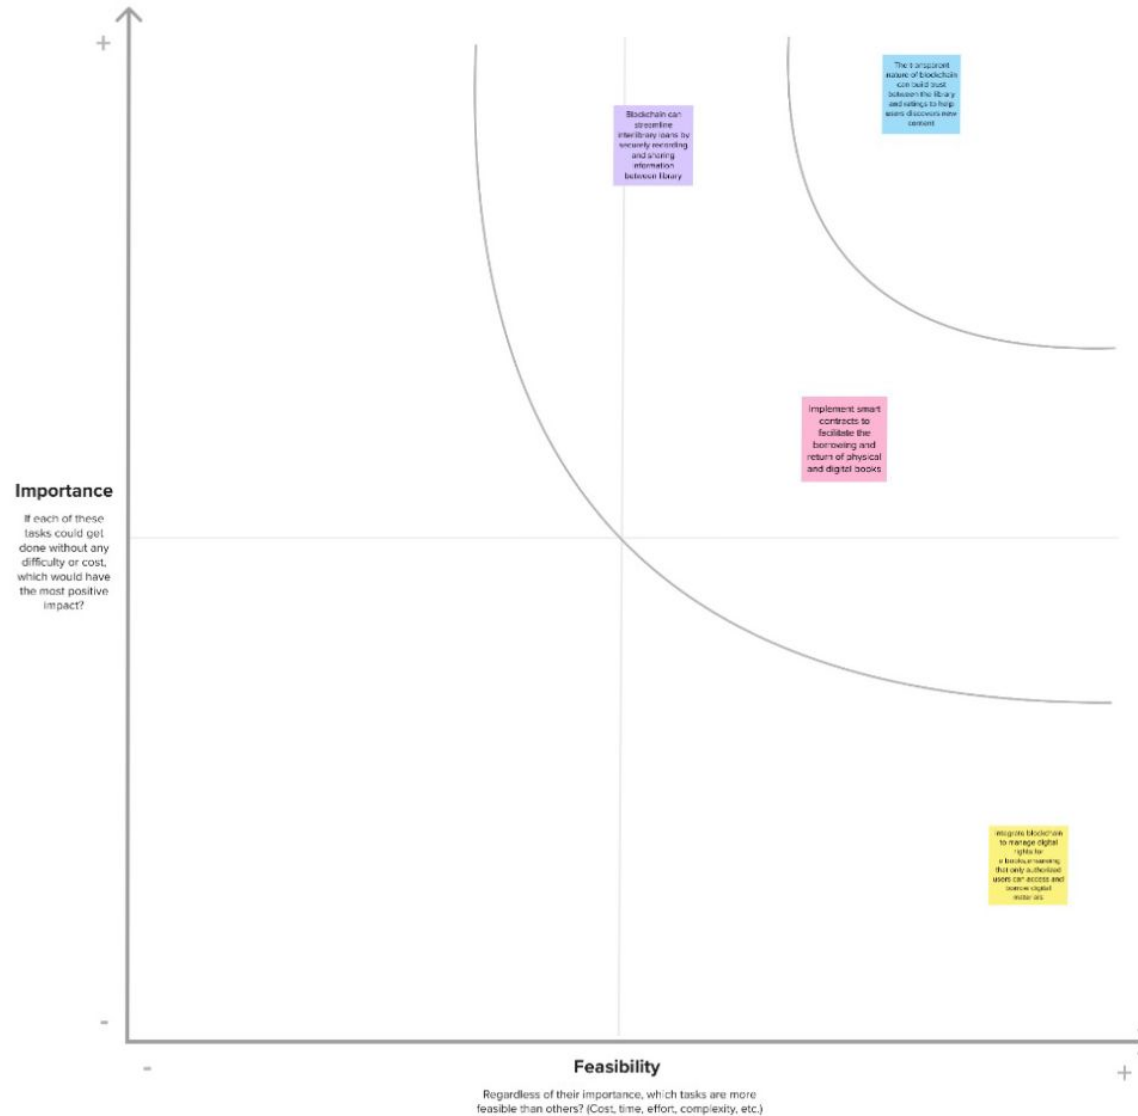 +
The transparent
nature of blockchain
can build trust
between the library
and ratings to help
users discovers new
content
Blockchain can
streamline
interlibrary loans by
securely recording
and sharing
information
between library
Implement smart
contracts to
facilitate the
borrowing and
return of physical
and digital books
Importance
If each of these
tasks could get
done without any
difficulty or cost,
which would have
the most positive
impact?
Integrate blockchain
to manage digital
rights for
e books,ensuring
that only authorized
users can access and
borrow digital
materials
-
-
Feasibility
+
Regardless of their importance, which tasks are more
feasible than others? (Cost, time, effort, complexity, etc.)